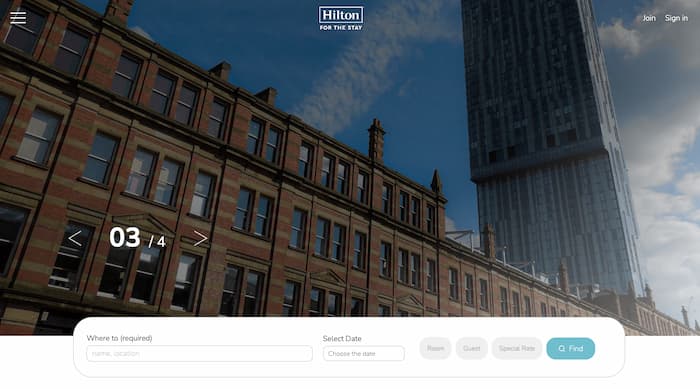 Hilton
FOR THE STAY
Join
Sign in
03 / 4
Where to (required)
name, location
Select Date
Choose the date
Room
Guest
Special Rate
Find